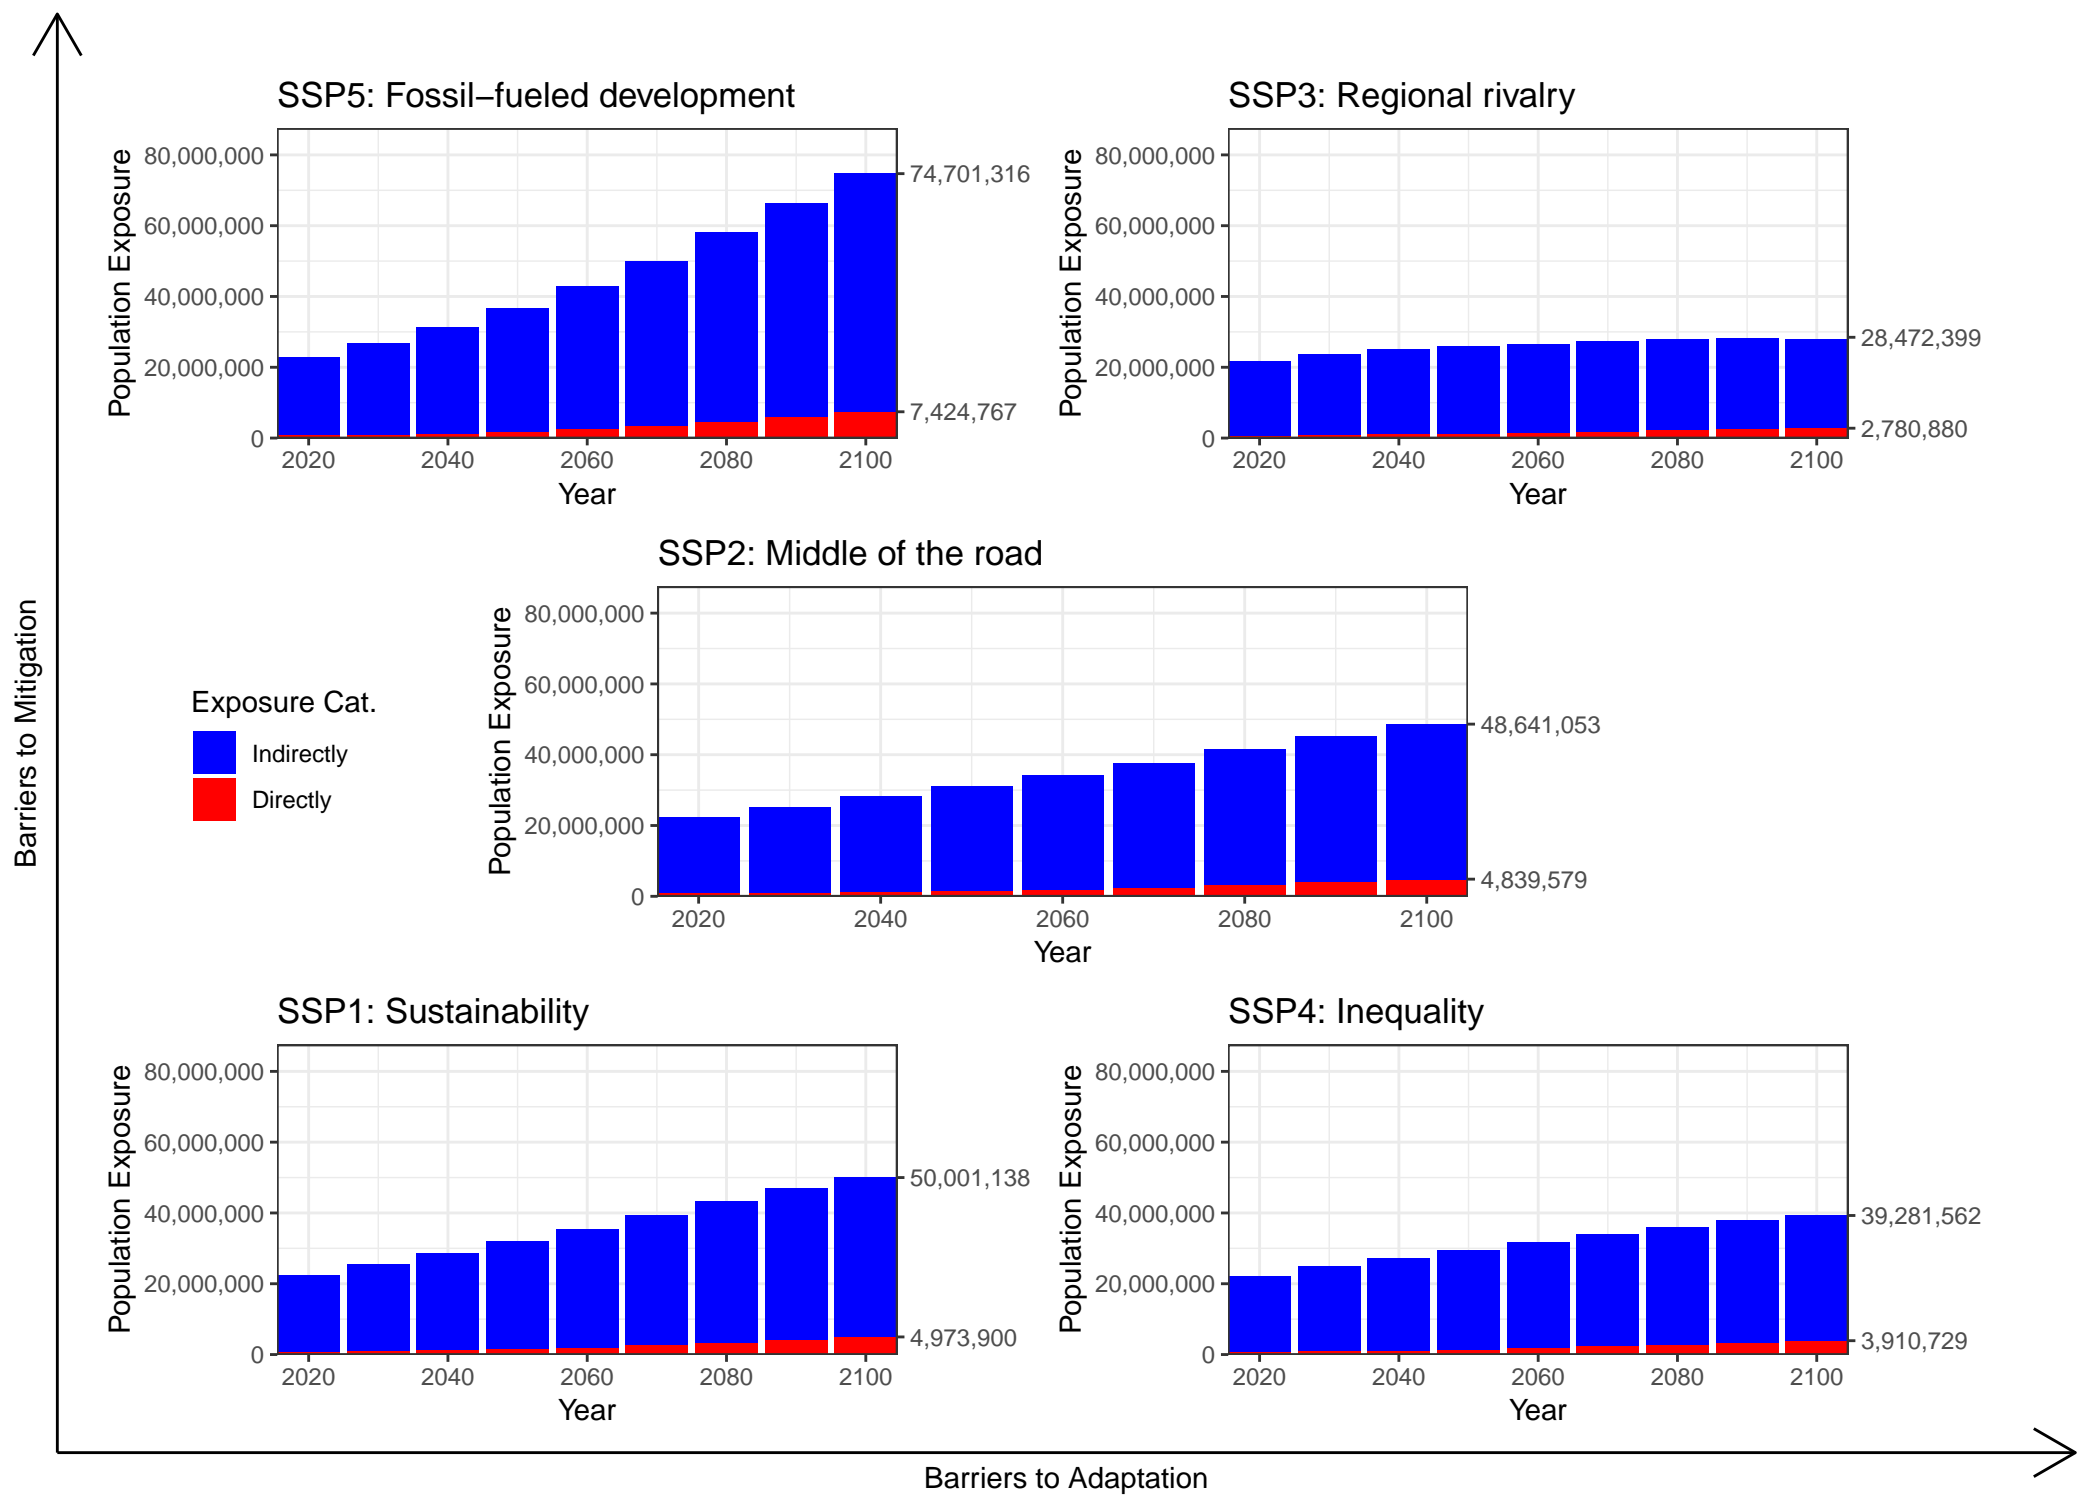 SSP5: Fossil–fueled development
Population Exposure
80,000,000
60,000,000
40,000,000
20,000,000
0
74,701,316
7,424,767
2020 2040 2060 2080 2100
Year
SSP3: Regional rivalry
Population Exposure
80,000,000
60,000,000
40,000,000
20,000,000
0
28,472,399
2,780,880
2020 2040 2060 2080 2100
Year
Barriers to Mitigation
Exposure Cat.
Indirectly
Directly
SSP2: Middle of the road
Population Exposure
80,000,000
60,000,000
40,000,000
20,000,000
0
48,641,053
4,839,579
2020 2040 2060 2080 2100
Year
SSP1: Sustainability
Population Exposure
80,000,000
60,000,000
40,000,000
20,000,000
0
50,001,138
4,973,900
2020 2040 2060 2080 2100
Year
SSP4: Inequality
Population Exposure
80,000,000
60,000,000
40,000,000
20,000,000
0
39,281,562
3,910,729
2020 2040 2060 2080 2100
Year
Barriers to Adaptation